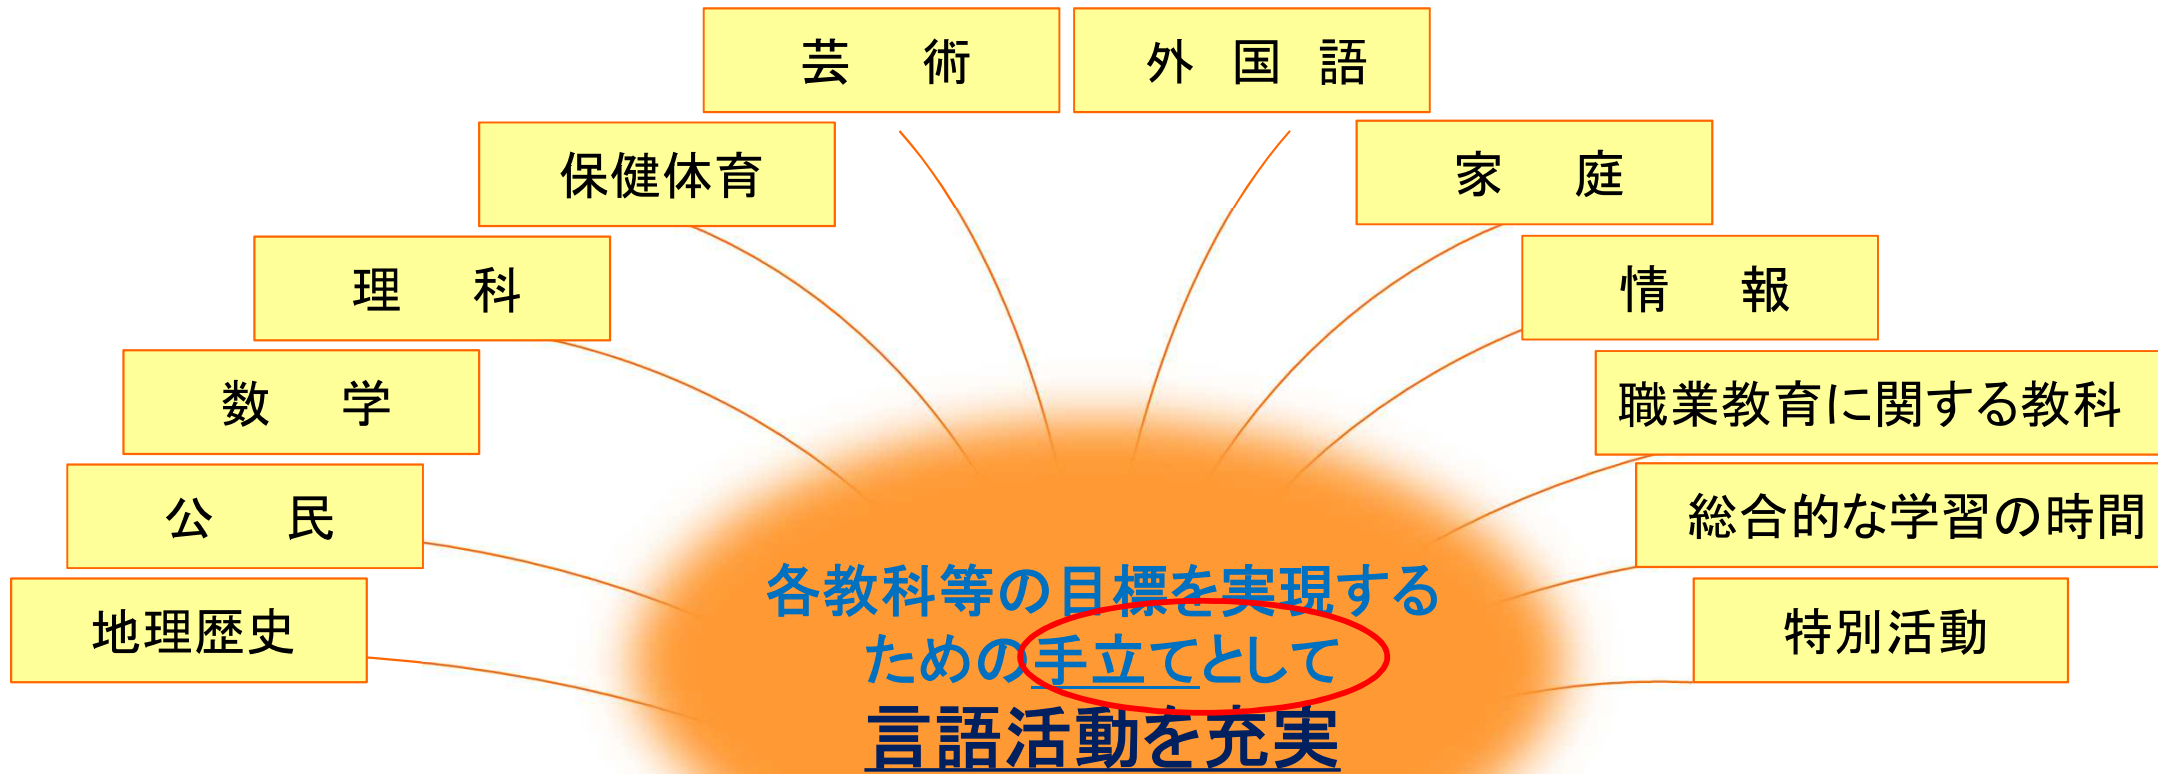 芸術
外国語
保健体育
家庭
理科
情報
数学
職業教育に関する教科
公民
総合的な学習の時間
地理歴史
特別活動
各教科等の目標を実現する
ための手立てとして
言語活動を充実